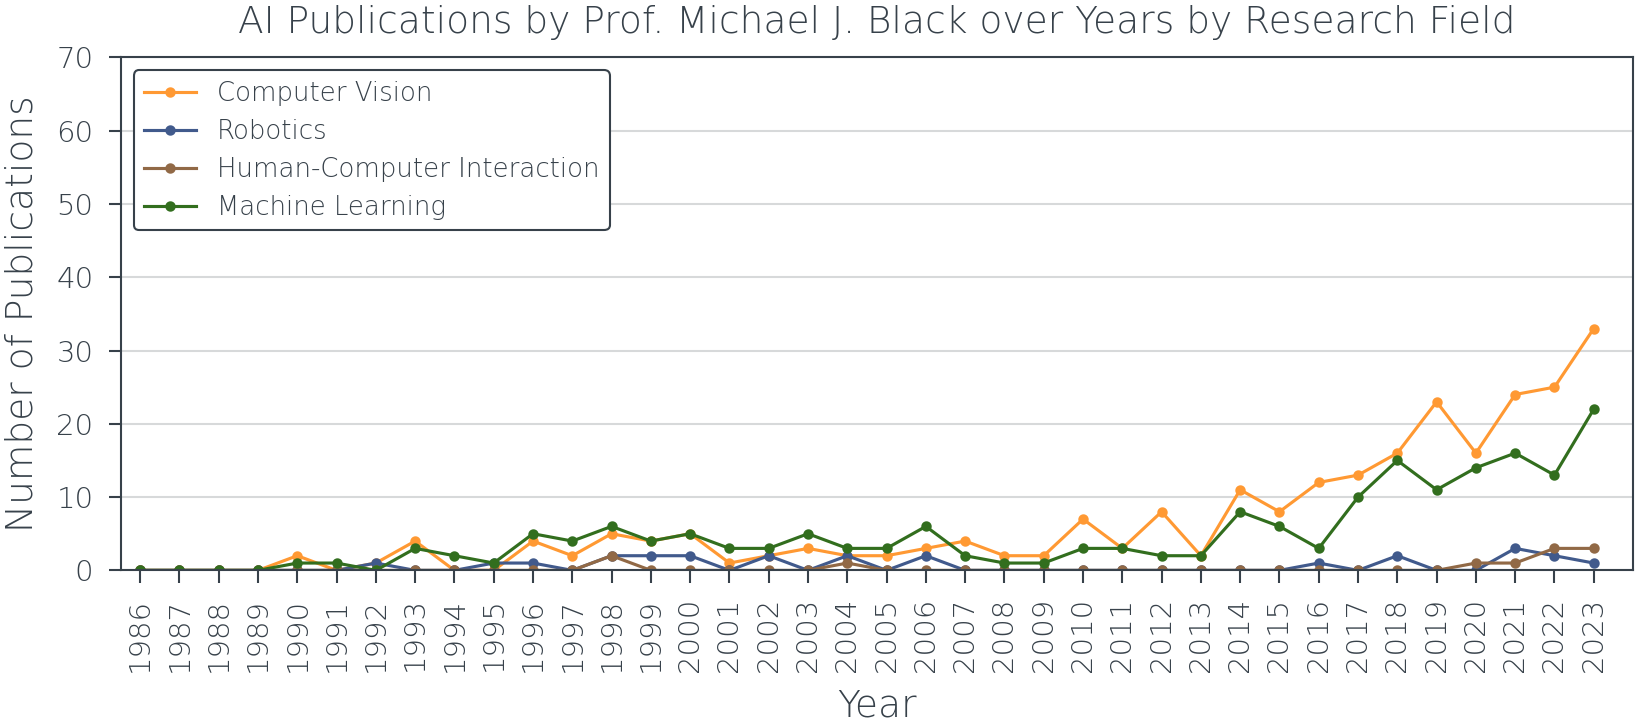 AI Publications by Prof. Michael J. Black over Years by Research Field
Number of Publications
70
60
50
40
30
20
10
0
Computer Vision
Robotics
Human-Computer Interaction
Machine Learning
1986 1987 1988 1989 1990 1991 1992 1993 1994 1995 1996 1997 1998 1999 2000 2001 2002 2003 2004 2005 2006 2007 2008 2009 2010 2011 2012 2013 2014 2015 2016 2017 2018 2019 2020 2021 2022 2023
Year